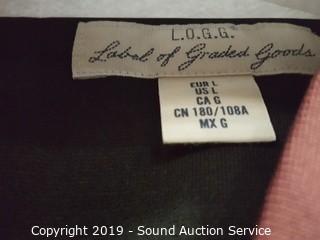 L.O.G.G.
Label of Graded Goods
EUR L
US L
CA G
CN 180/108A
MX G
Copyright 2019 - Sound Auction Service